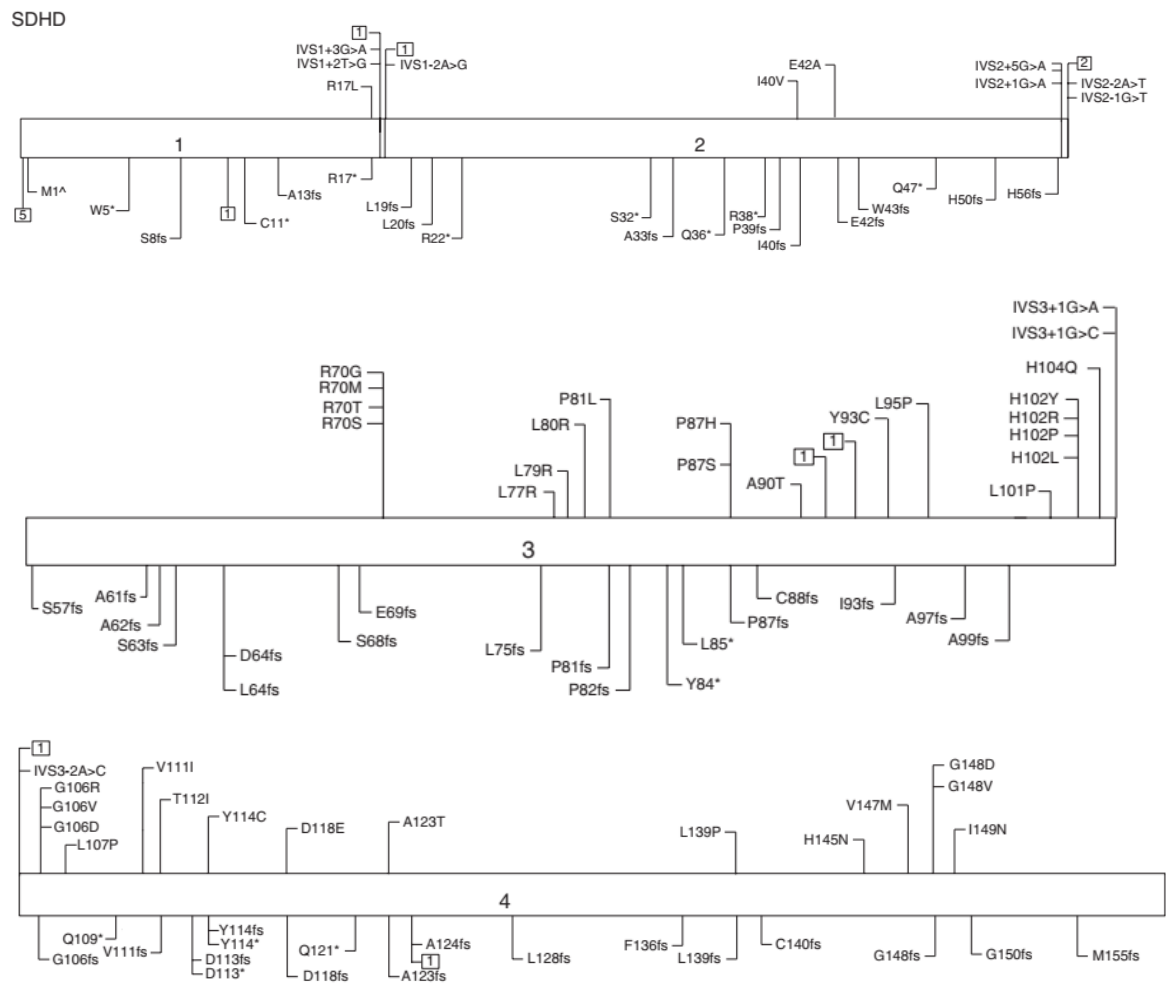 SDHD
1
IVS1+3G>A
IVS1+2T>G
R17L
1
IVS1-2A>G
I40V
E42A
IVS2+5G>A
IVS2+1G>A
2
IVS2-2A>T
IVS2-1G>T
1
2
5
M1^
W5*
S8fs
1
C11*
A13fs
R17*
L19fs
L20fs
R22*
S32*
A33fs
Q36*
R38*
P39fs
I40fs
E42fs
W43fs
Q47*
H50fs
H56fs
R70G
R70M
R70T
R70S
L77R
L79R
L80R
P81L
P87H
P87S
A90T
1
1
Y93C
L95P
L101P
IVS3+1G>A
IVS3+1G>C
H104Q
H102Y
H102R
H102P
H102L
3
S57fs
A61fs
A62fs
S63fs
D64fs
L64fs
S68fs
E69fs
L75fs
P81fs
P82fs
Y84*
L85*
P87fs
C88fs
I93fs
A97fs
A99fs
1
IVS3-2A>C
G106R
G106V
G106D
L107P
V111I
T112I
Y114C
D118E
A123T
L139P
H145N
V147M
G148D
G148V
I149N
4
Q109*
G106fs
V111fs
Y114fs
Y114*
D113fs
D113*
D118fs
Q121*
A124fs
1
A123fs
L128fs
F136fs
L139fs
C140fs
G148fs
G150fs
M155fs